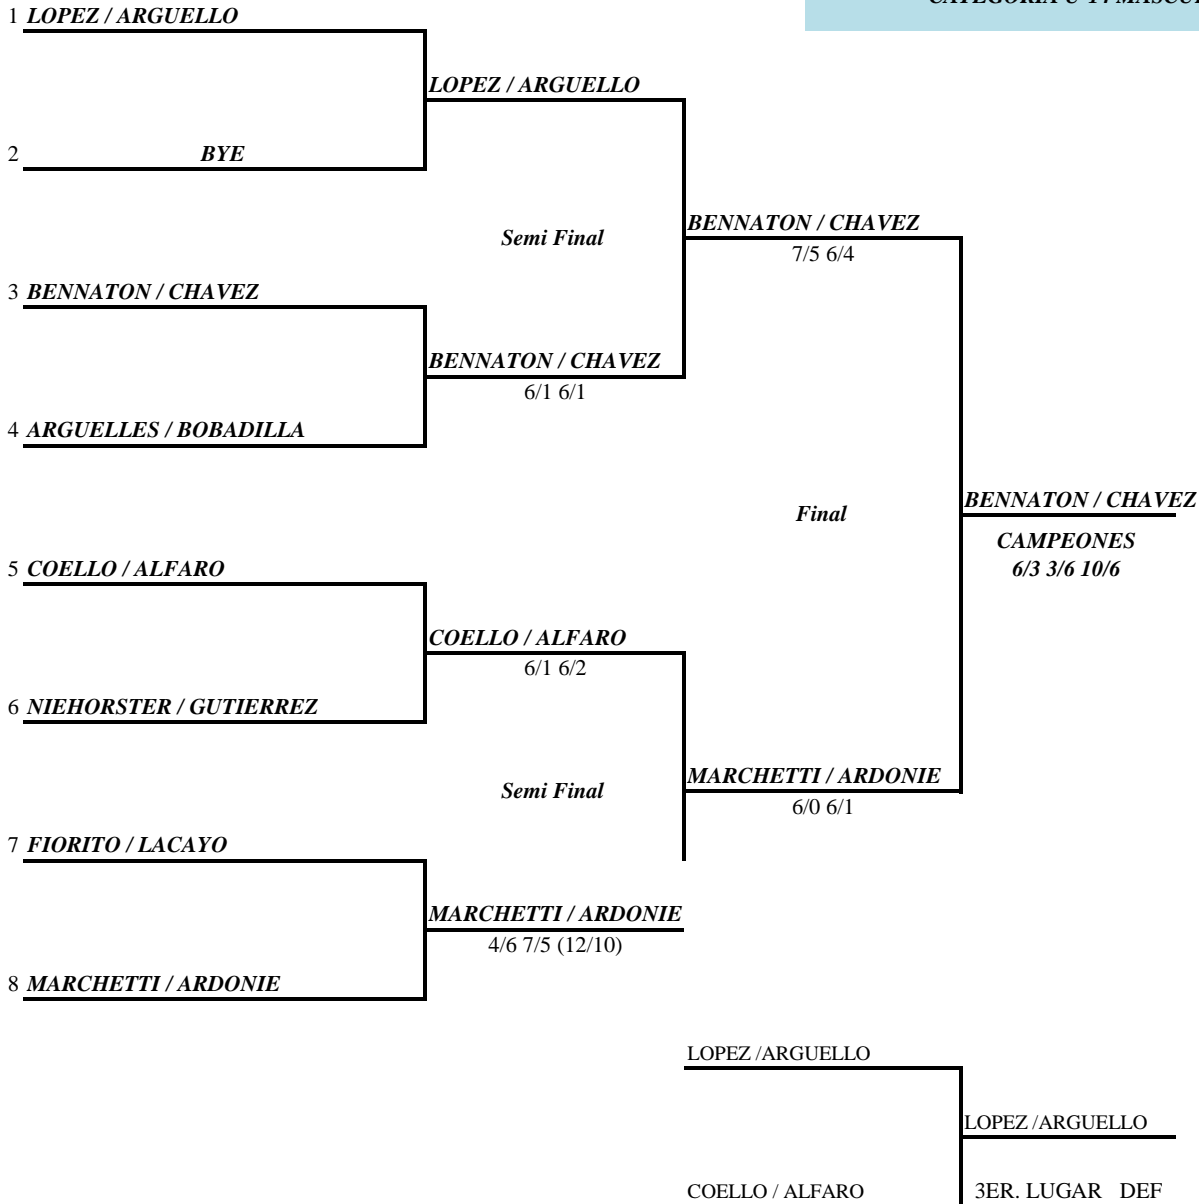 1 LOPEZ / ARGUELLO
LOPEZ / ARGUELLO
2 BYE
Semi Final
BENNATON / CHAVEZ
7/5 6/4
3 BENNATON / CHAVEZ
BENNATON / CHAVEZ
6/1 6/1
4 ARGUELLES / BOBADILLA
Final
BENNATON / CHAVEZ
CAMPEONES
6/3 3/6 10/6
5 COELLO / ALFARO
COELLO / ALFARO
6/1 6/2
6 NIEHORSTER / GUTIERREZ
Semi Final
MARCHETTI / ARDONIE
6/0 6/1
7 FIORITO / LACAYO
MARCHETTI / ARDONIE
4/6 7/5 (12/10)
8 MARCHETTI / ARDONIE
LOPEZ /ARGUELLO
LOPEZ /ARGUELLO
COELLO / ALFARO
3ER. LUGAR DEF